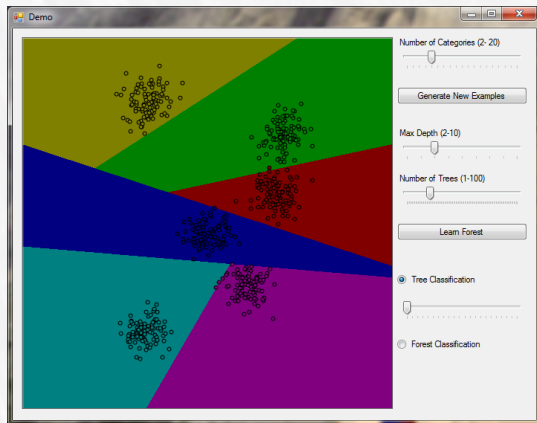 Demo
Number of Categories (2- 20)
Generate New Examples
Max Depth (2-10)
Number of Trees (1-100)
Learn Forest
Tree Classification
Forest Classification